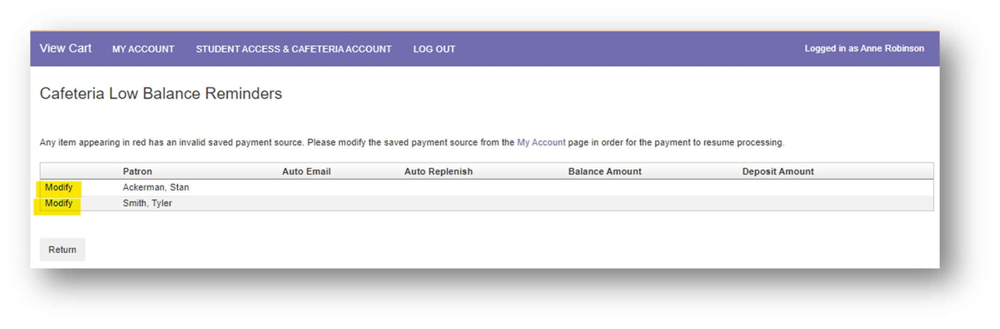 View Cart MY ACCOUNT STUDENT ACCESS & CAFETERIA ACCOUNT LOG OUT Logged in as Anne Robinson
Cafeteria Low Balance Reminders
Any item appearing in red has an invalid saved payment source. Please modify the saved payment source from the My Account page in order for the payment to resume processing.
Patron Auto Email Auto Replenish Balance Amount Deposit Amount
Modify Ackerman, Stan
Modify Smith, Tyler
Return